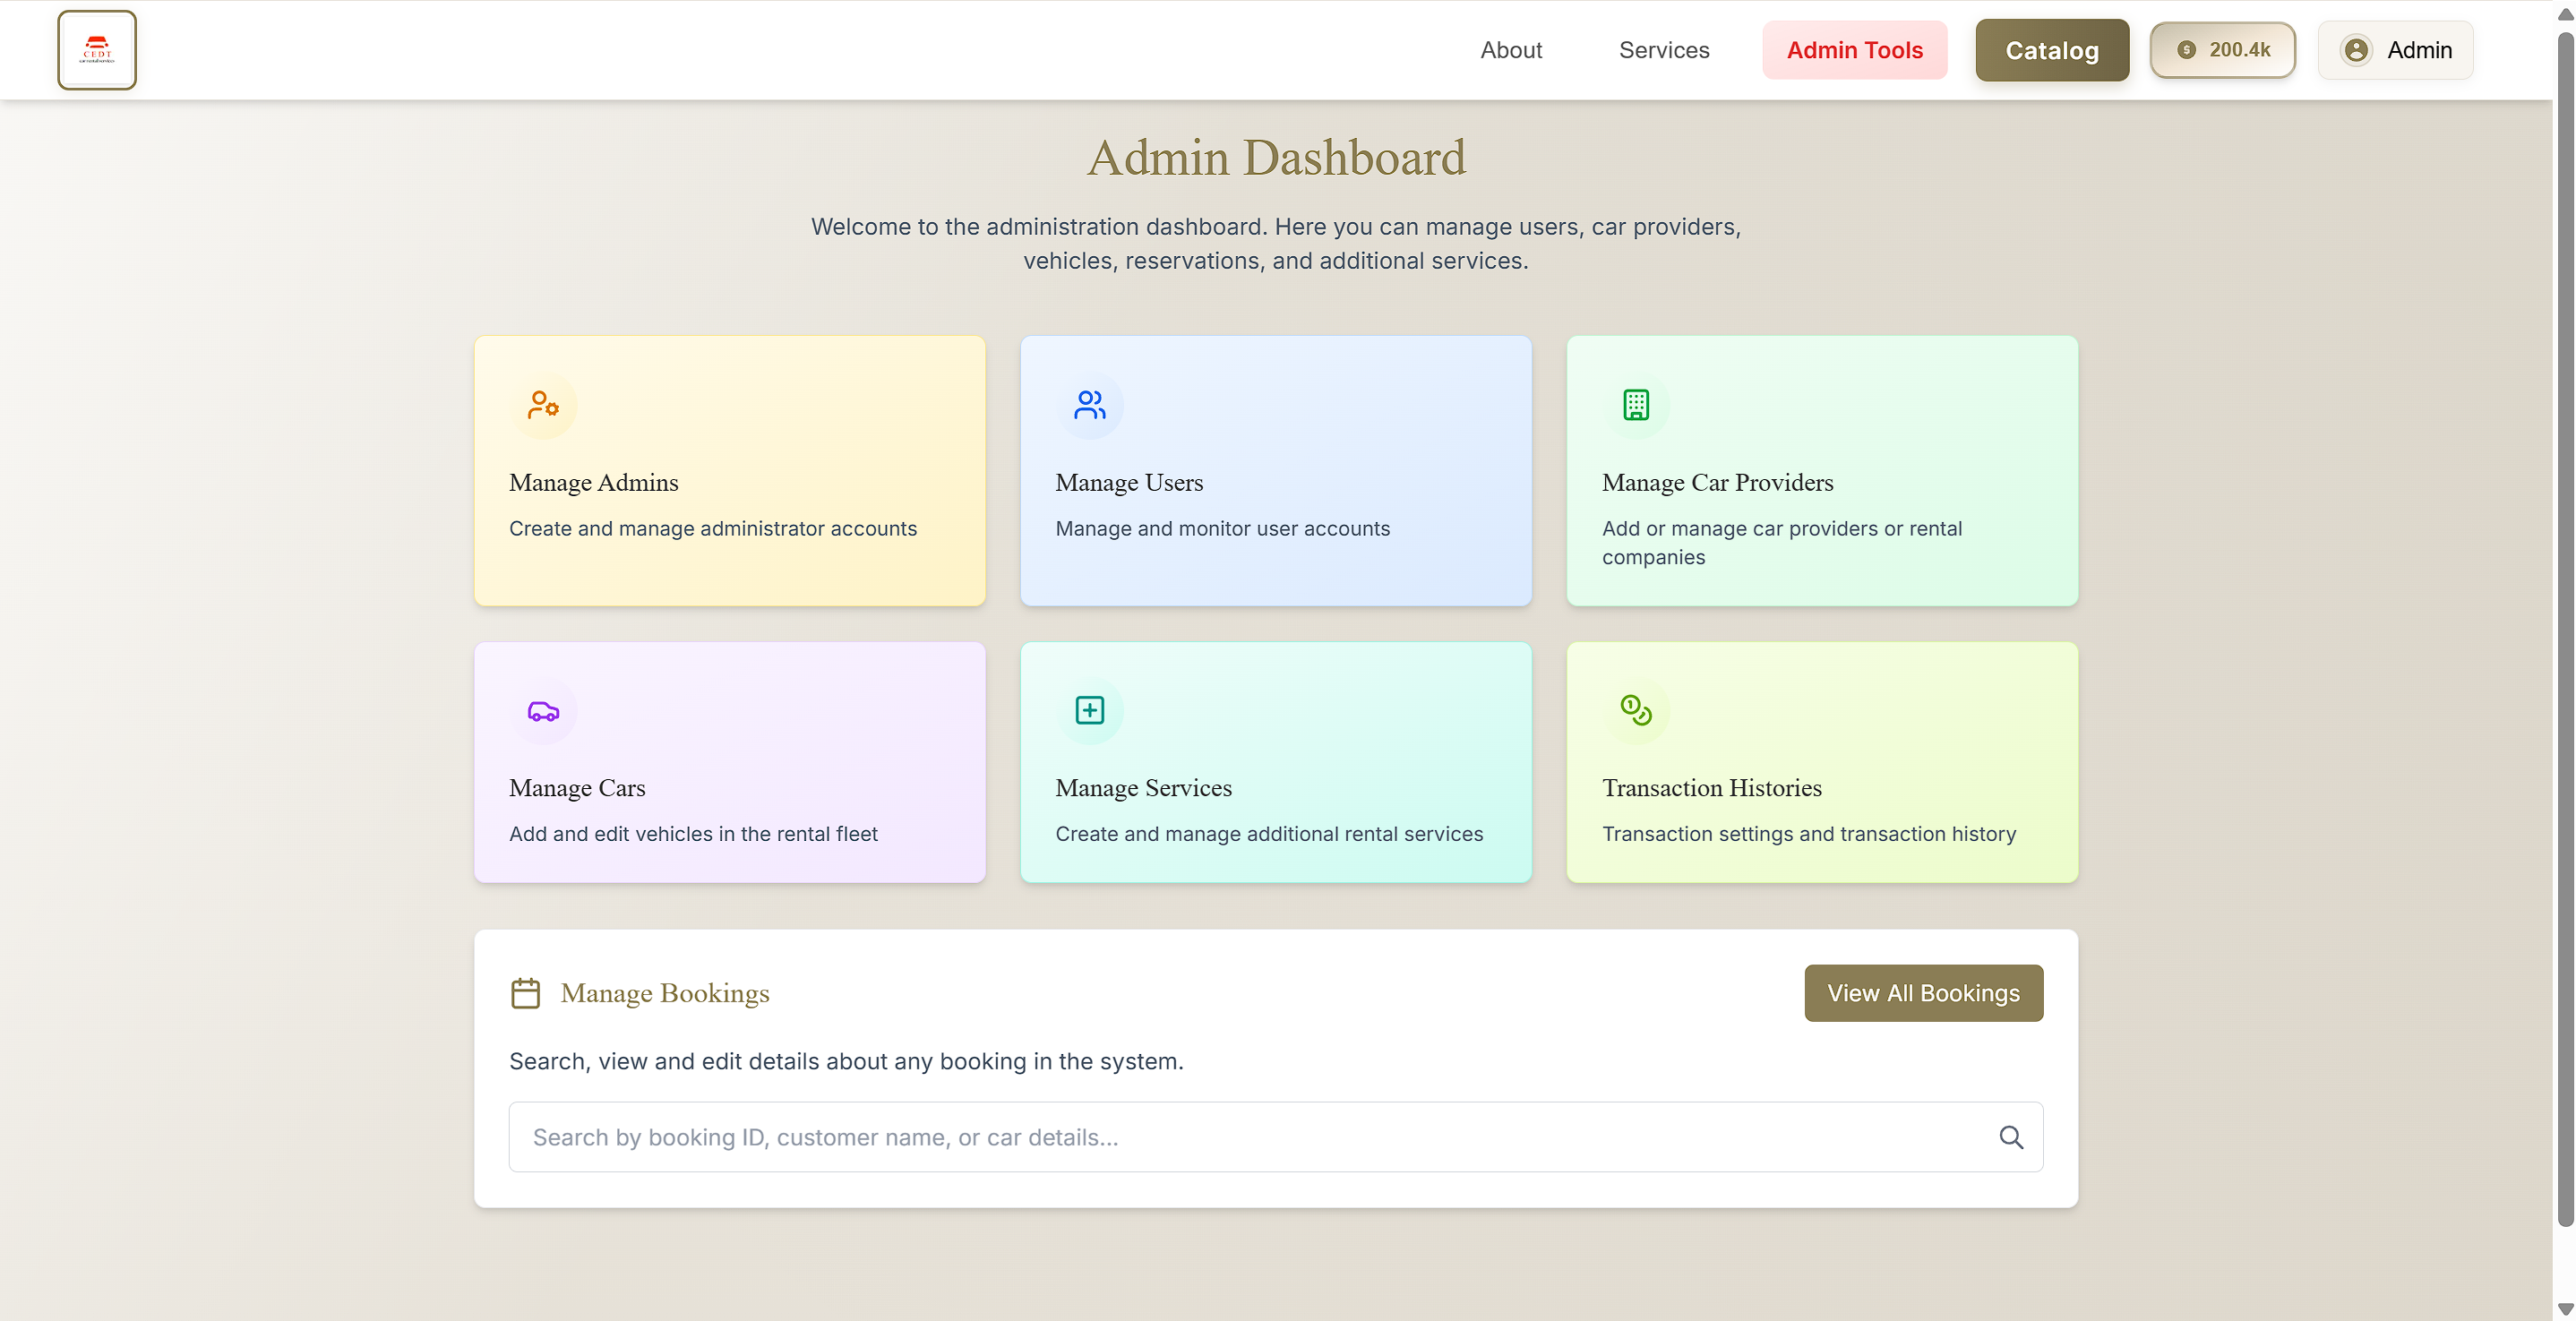 CEDT
car rental service
About
Services
Admin Tools
Catalog
200.4k
Admin
Admin Dashboard
Welcome to the administration dashboard. Here you can manage users, car providers,
vehicles, reservations, and additional services.
Manage Admins
Create and manage administrator accounts
Manage Users
Manage and monitor user accounts
Manage Car Providers
Add or manage car providers or rental
companies
Manage Cars
Add and edit vehicles in the rental fleet
Manage Services
Create and manage additional rental services
Transaction Histories
Transaction settings and transaction history
Manage Bookings
View All Bookings
Search, view and edit details about any booking in the system.
Search by booking ID, customer name, or car details...